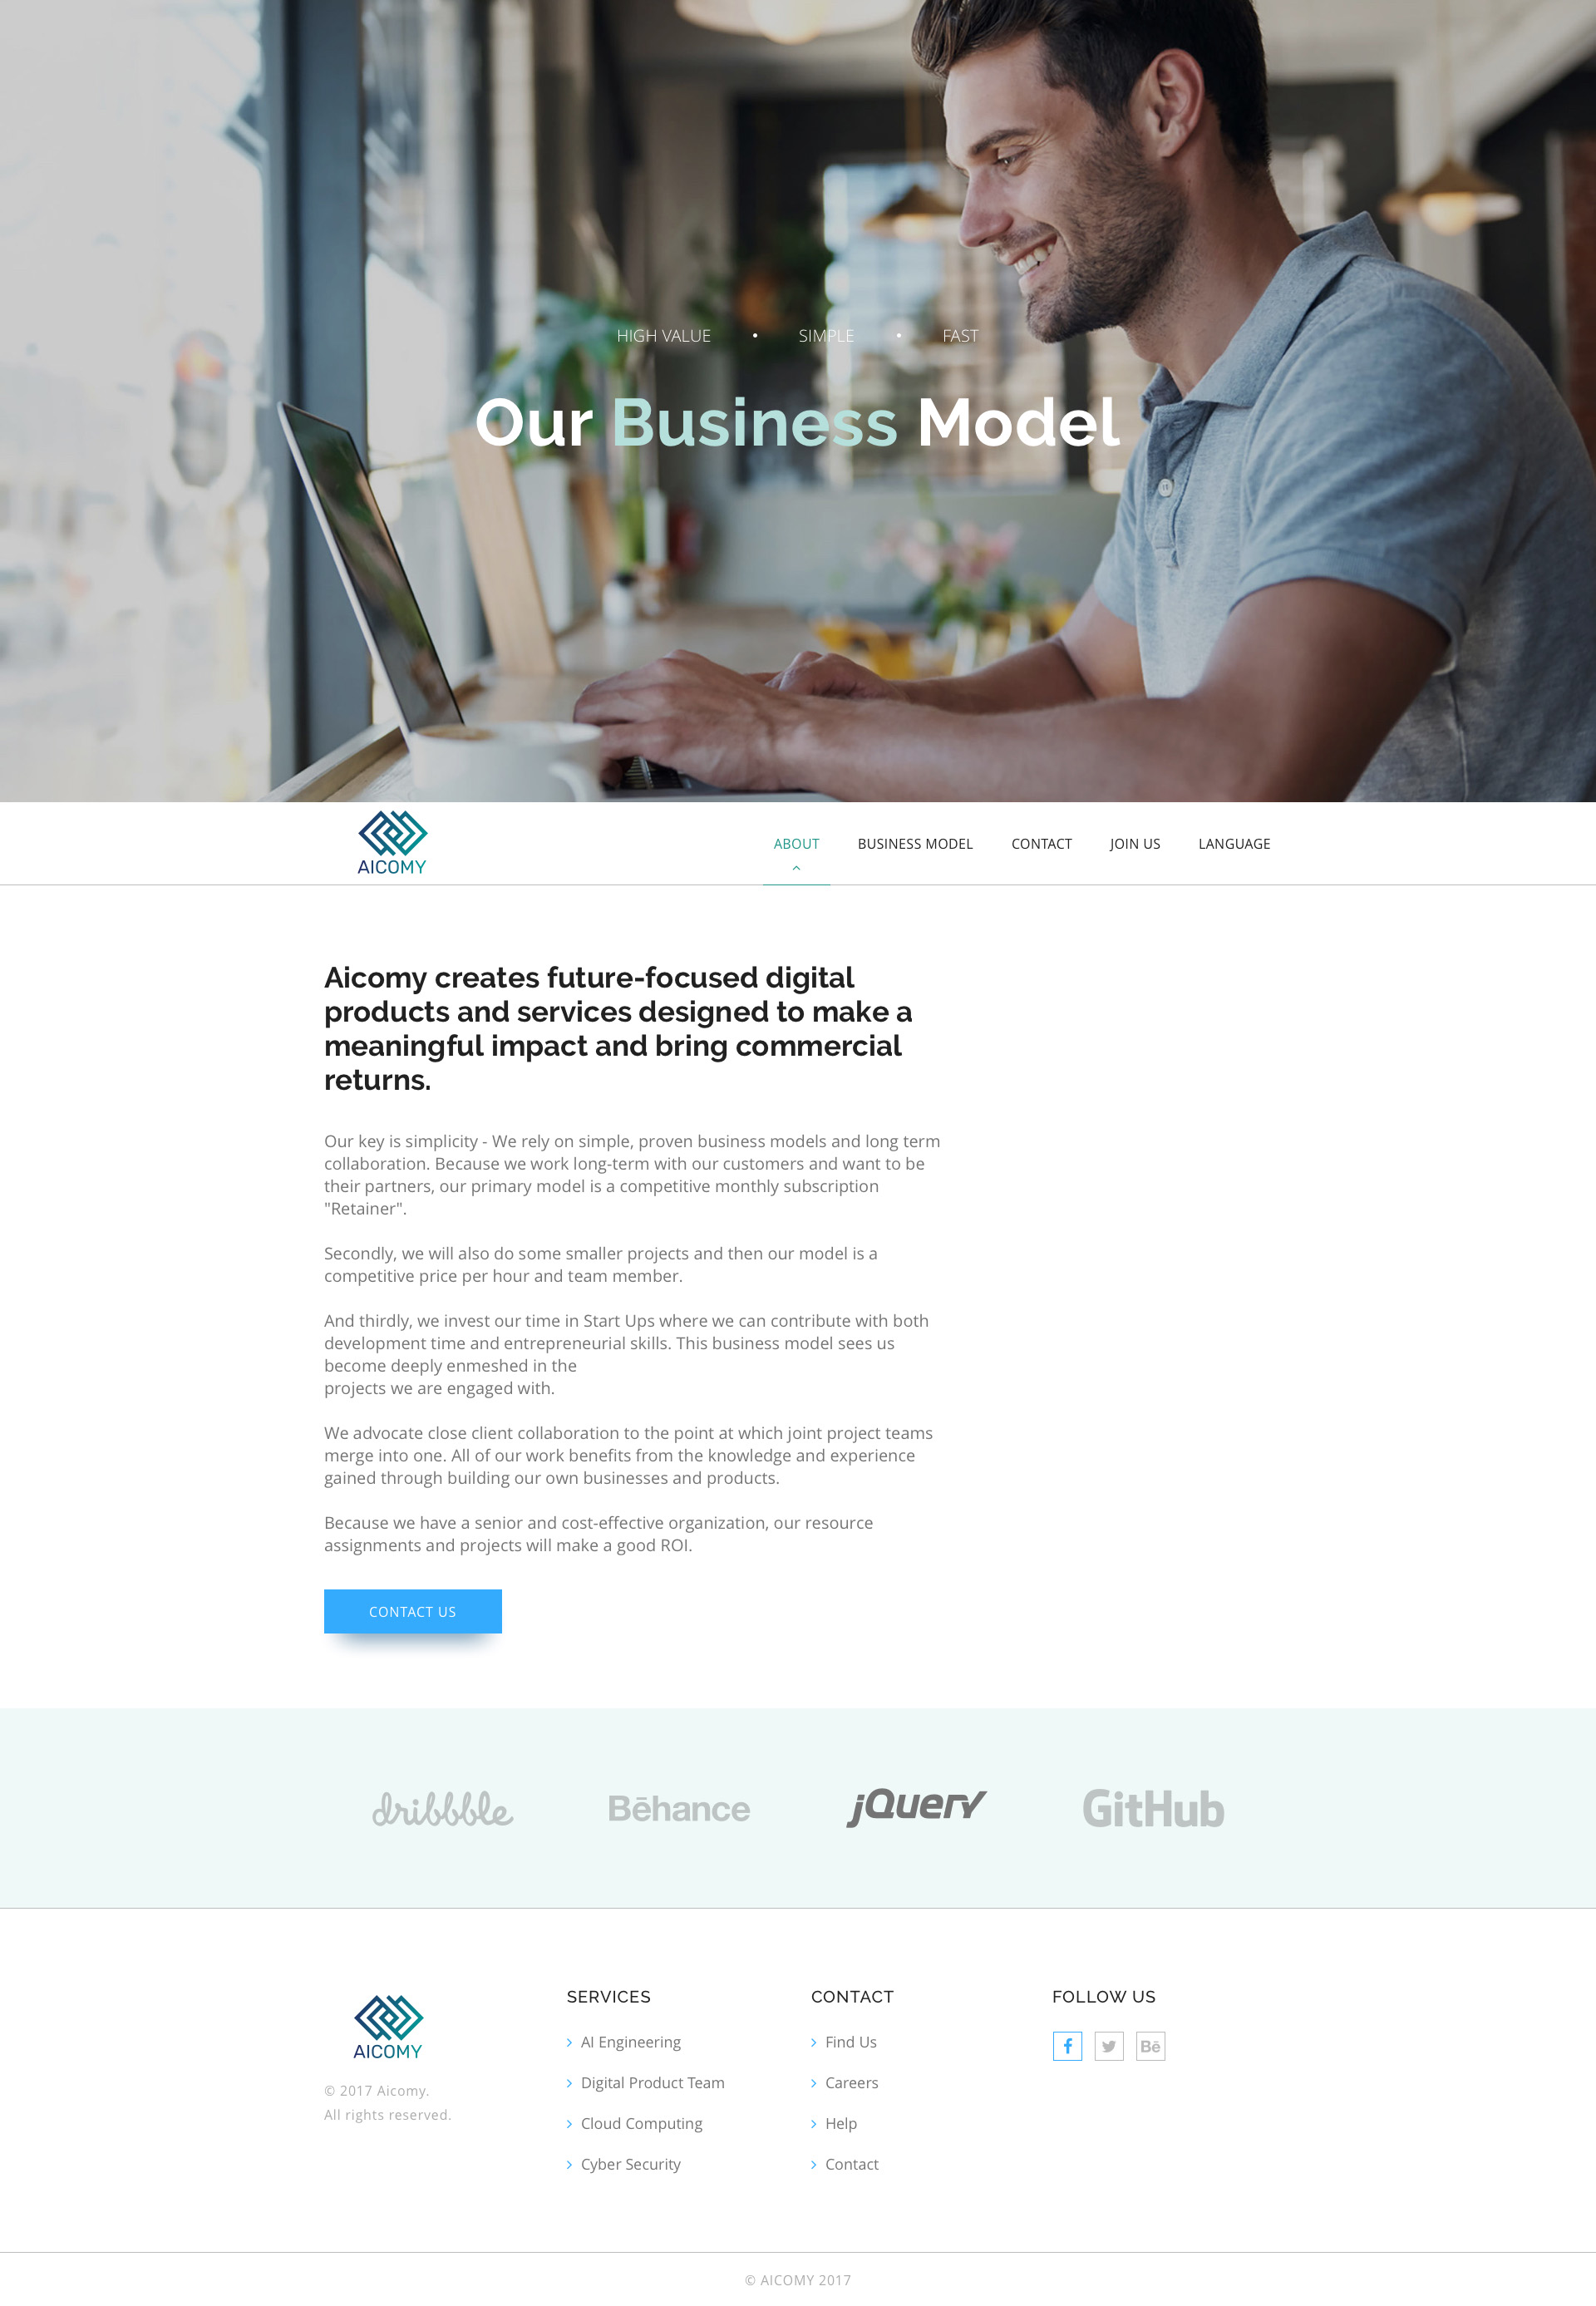 HIGH VALUE • SIMPLE • FAST
Our Business Model
AICOMY
ABOUT BUSINESS MODEL CONTACT JOIN US LANGUAGE
Aicomy creates future-focused digital
products and services designed to make a
meaningful impact and bring commercial
returns.
Our key is simplicity - We rely on simple, proven business models and long term
collaboration. Because we work long-term with our customers and want to be
their partners, our primary model is a competitive monthly subscription
"Retainer".
Secondly, we will also do some smaller projects and then our model is a
competitive price per hour and team member.
And thirdly, we invest our time in Start Ups where we can contribute with both
development time and entrepreneurial skills. This business model sees us
become deeply enmeshed in the
projects we are engaged with.
We advocate close client collaboration to the point at which joint project teams
merge into one. All of our work benefits from the knowledge and experience
gained through building our own businesses and products.
Because we have a senior and cost-effective organization, our resource
assignments and projects will make a good ROI.
CONTACT US
dribbble Bēhance jQuery GitHub
AICOMY
© 2017 Aicomy.
All rights reserved.
SERVICES
AI Engineering
Digital Product Team
Cloud Computing
Cyber Security
CONTACT
Find Us
Careers
Help
Contact
FOLLOW US
f Bē
© AICOMY 2017